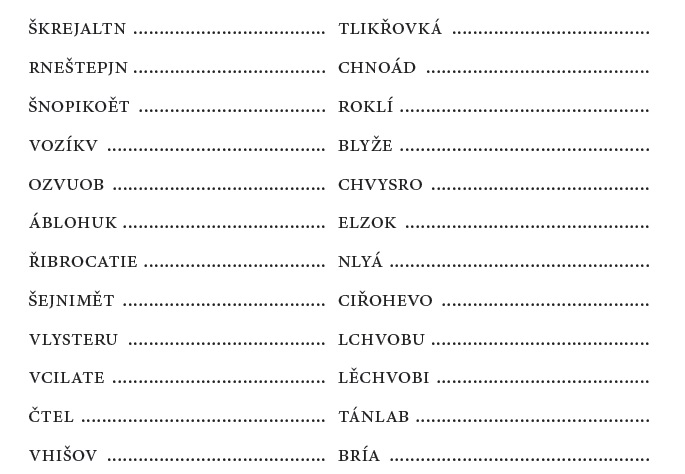 ŠKREJALTN ..................................... TLIKŘOVKÁ ......................................
RNEŠTEPJN ..................................... CHNOÁD ...........................................
ŠNOPIKOĚT .................................... ROKLÍ ................................................
VOZÍKV .......................................... BLYŽE ................................................
OZVUOB ......................................... CHVYSRO ..........................................
ÁBLOHUK ....................................... ELZOK ...............................................
ŘIBROCATIE ................................... NLYÁ ..................................................
ŠEJNIMĚT ....................................... CIŘOHEVO ........................................
VLYSTERU ...................................... LCHVOBU ..........................................
VCILATE ......................................... LĚCHVOBI .........................................
ČTEL ............................................... TÁNLAB .............................................
VHIŠOV .......................................... BRÍA ..................................................